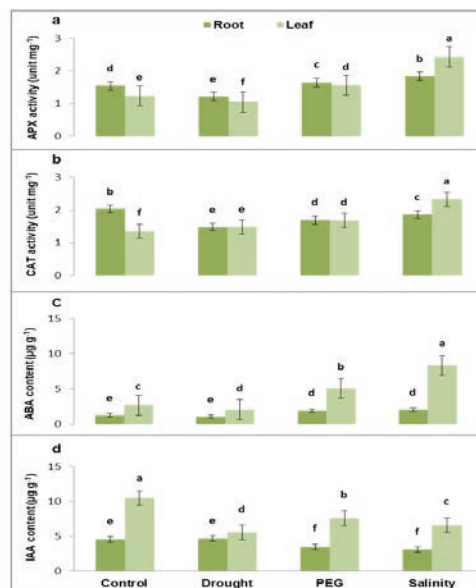 a
Root Leaf
APX activity (unit mg-1)
3
2
1
0
d e e f c d b a
b
CAT activity (unit mg-1)
3
2
1
0
b f e e d d c a
c
ABA content (µg g-1)
15
10
5
0
e c e d d b d a
d
IAA content (µg g-1)
15
10
5
0
e a e d f b f c
Control Drought PEG Salinity